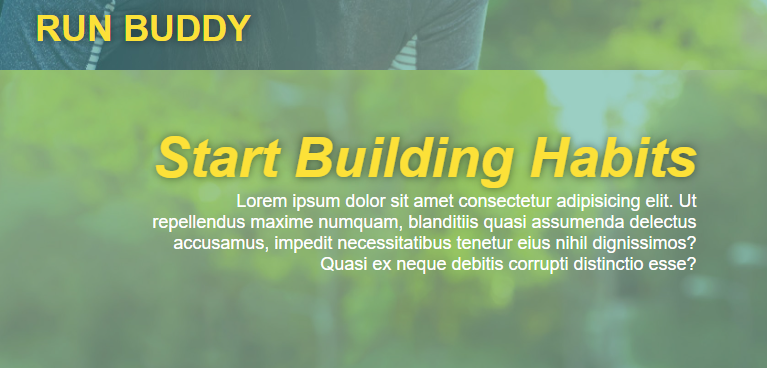 RUN BUDDY
Start Building Habits
Lorem ipsum dolor sit amet consectetur adipisicing elit. Ut
repellendus maxime numquam, blanditiis quasi assumenda delectus
accusamus, impedit necessitatibus tenetur eius nihil dignissimos?
Quasi ex neque debitis corrupti distinctio esse?